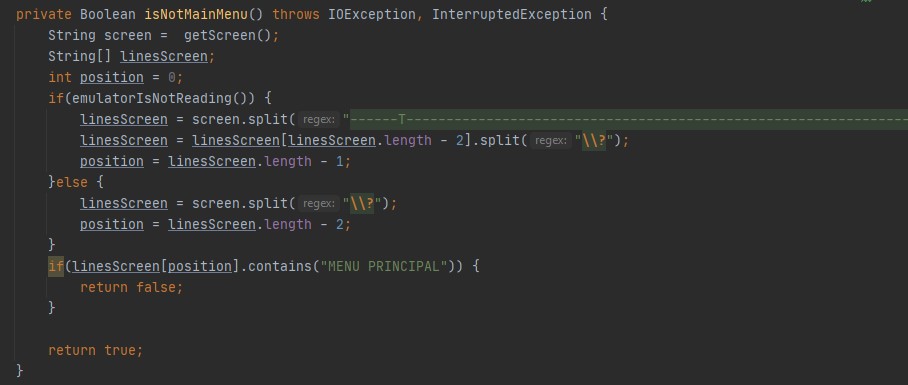 private Boolean isNotMainMenu() throws IOException, InterruptedException {
    String screen =  getScreen();
    String[] linesScreen;
    int position = 0;
    if(emulatorIsNotReading()) {
        linesScreen = screen.split( regex: "------T---------------------------------------------------------------
        linesScreen = linesScreen[linesScreen.length - 2].split( regex: "\\?");
        position = linesScreen.length - 1;
    }else {
        linesScreen = screen.split( regex: "\\?");
        position = linesScreen.length - 2;
    }
    if(linesScreen[position].contains("MENU PRINCIPAL")) {
        return false;
    }

    return true;
}